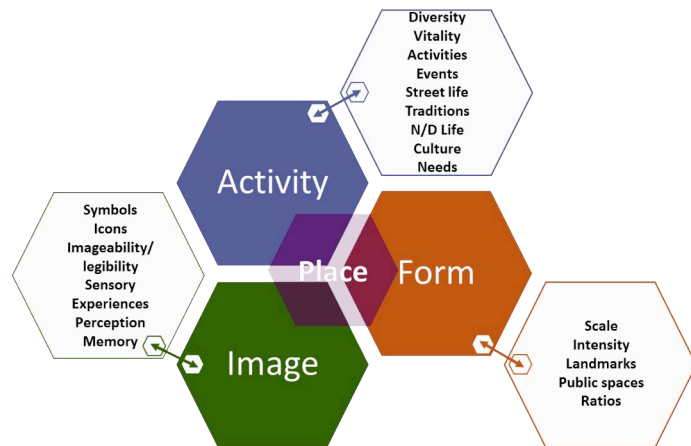 Diversity
Vitality
Activities
Events
Street life
Traditions
N/D Life
Culture
Needs
Activity
Symbols
Icons
Imageability/
legibility
Sensory
Experiences
Perception
Memory
Place
Form
Image
Scale
Intensity
Landmarks
Public spaces
Ratios